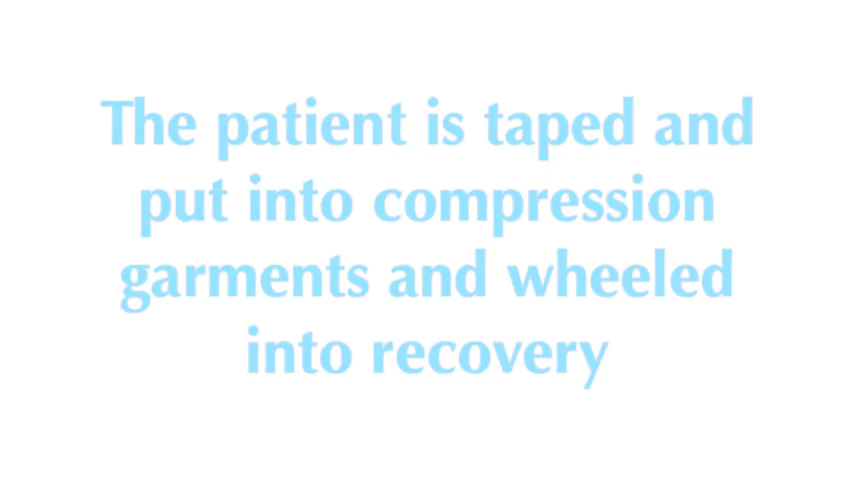 The patient is taped and
put into compression
garments and wheeled
into recovery